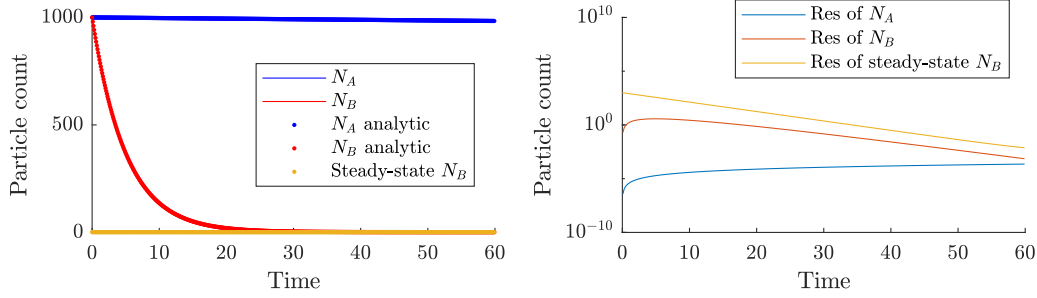 1000
500
0
Particle count
N_A
N_B
N_A analytic
N_B analytic
Steady-state N_B
0 10 20 30 40 50 60
Time
10^10
10^0
10^-10
Particle count
Res of N_A
Res of N_B
Res of steady-state N_B
0 10 20 30 40 50 60
Time